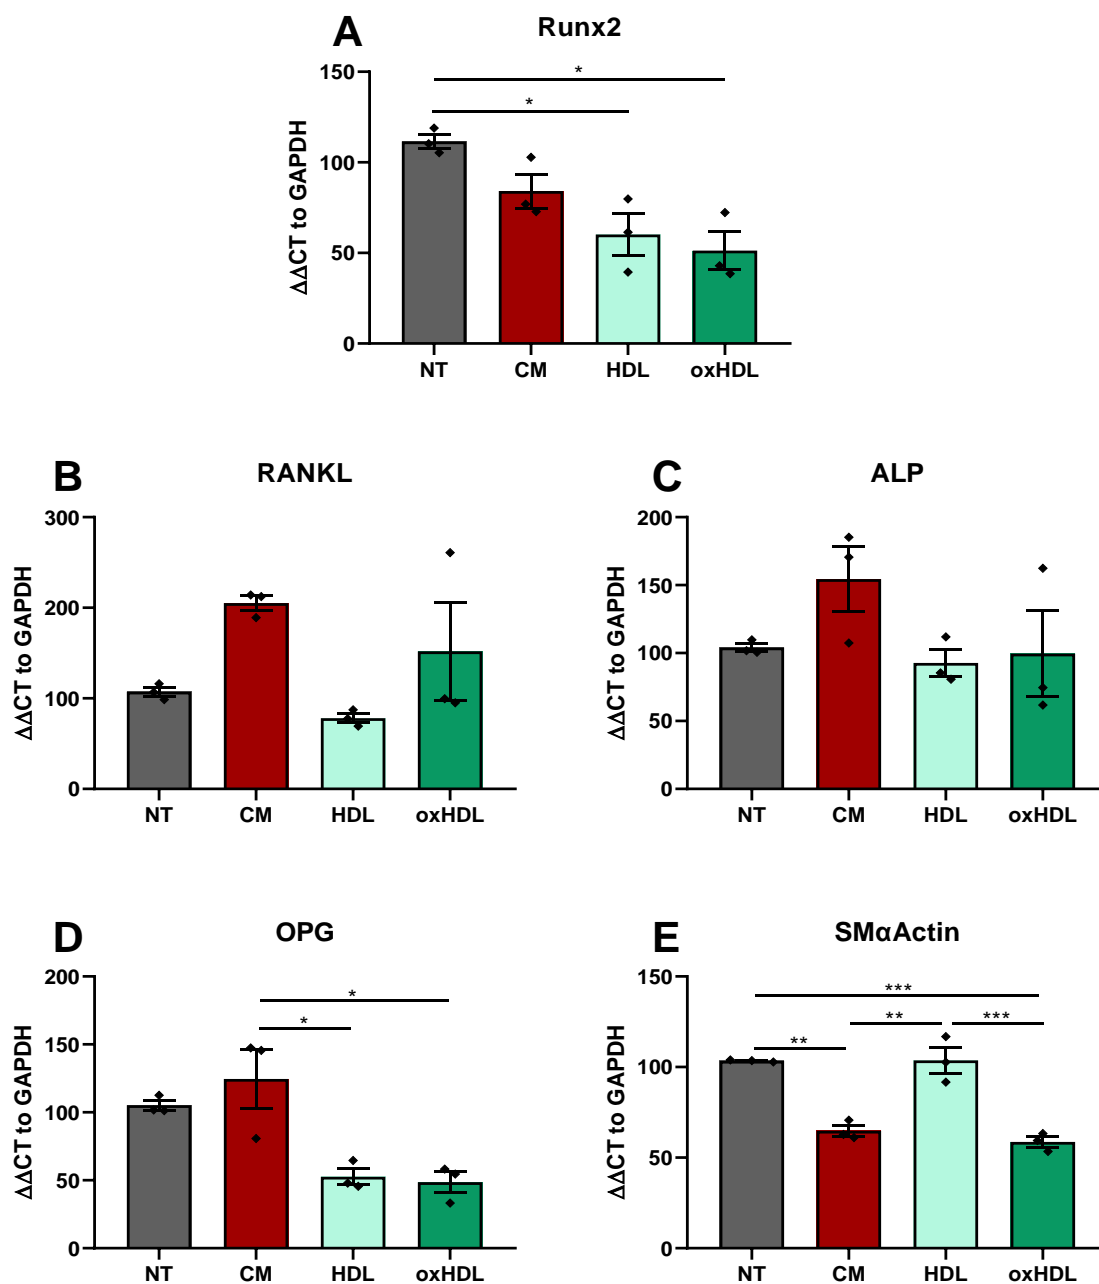 A Runx2
ΔΔCT to GAPDH
150
100
50
0
*
*
NT CM HDL oxHDL
B RANKL
ΔΔCT to GAPDH
300
200
100
0
NT CM HDL oxHDL
C ALP
ΔΔCT to GAPDH
200
150
100
50
0
NT CM HDL oxHDL
D OPG
ΔΔCT to GAPDH
200
150
100
50
0
*
*
NT CM HDL oxHDL
E SMαActin
ΔΔCT to GAPDH
150
100
50
0
***
** ***
**
NT CM HDL oxHDL